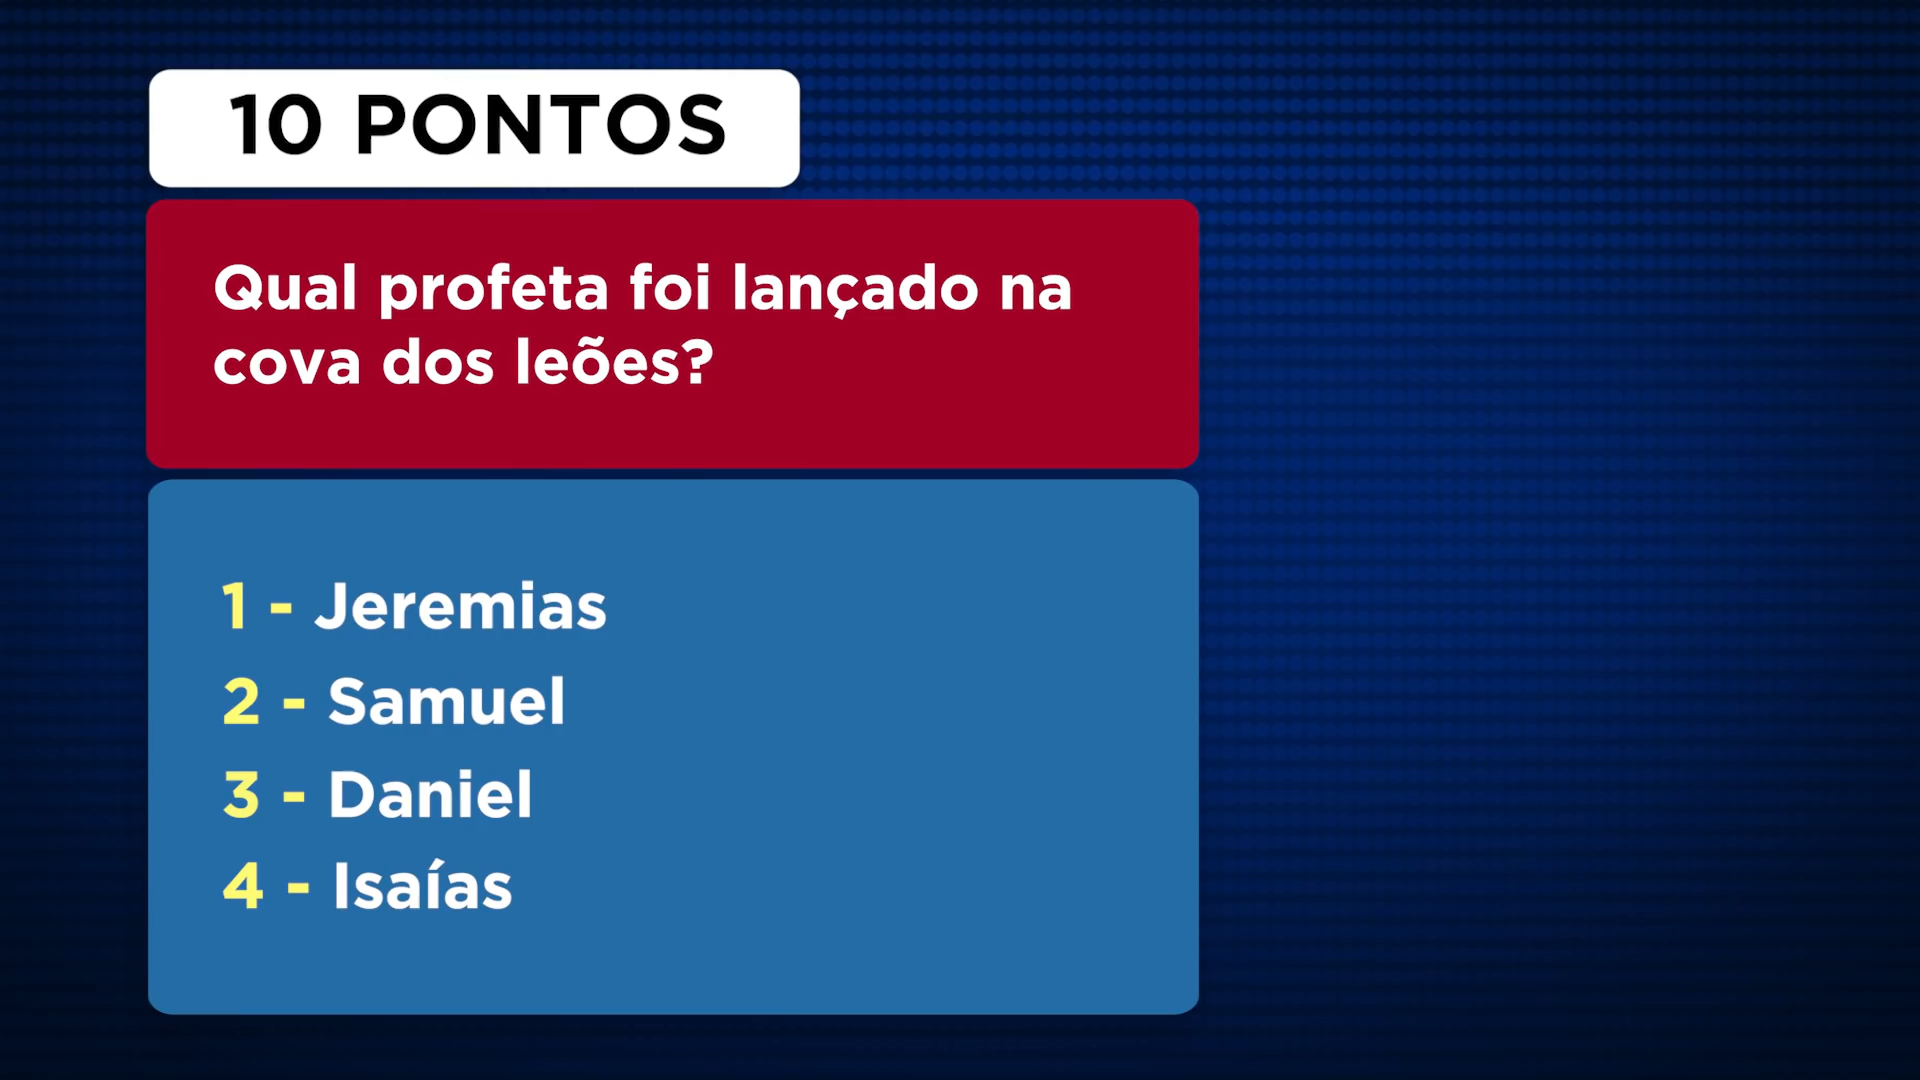 10 PONTOS
Qual profeta foi lançado na
cova dos leões?
1 - Jeremias
2 - Samuel
3 - Daniel
4 - Isaías